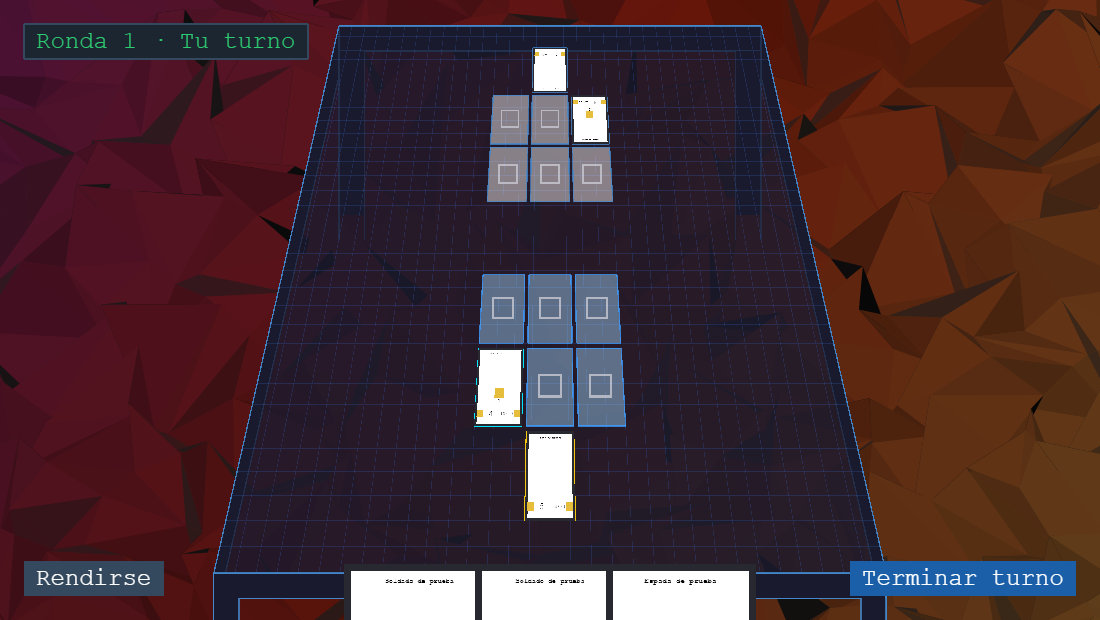 Ronda 1 · Tu turno
Rendirse
Terminar turno
Soldado de prueba
Soldado de prueba
Espada de prueba